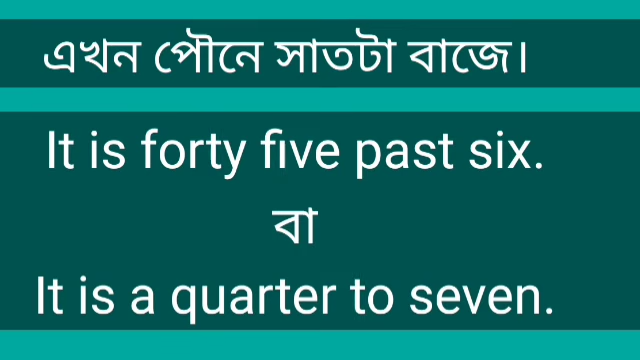 এখন পৌনে সাতটা বাজে।
It is forty five past six.
বা
It is a quarter to seven.